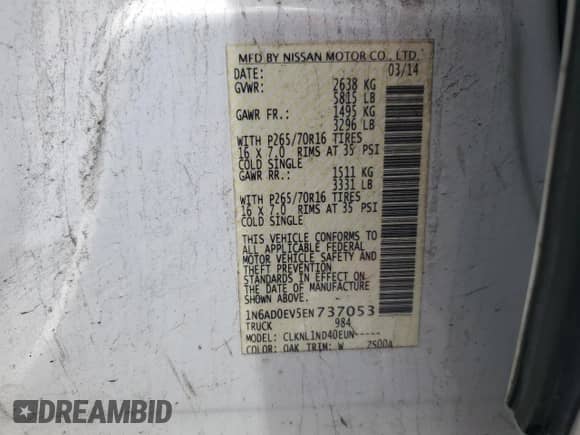 MFD BY NISSAN MOTOR CO., LTD.
DATE: 03/14
GVWR: 2638 KG
5815 LB
GAWR FR.: 1495 KG
3296 LB
WITH P265/70R16 TIRES
16 X 7.0 RIMS AT 35 PSI
COLD SINGLE
GAWR RR.: 1511 KG
3331 LB
WITH P265/70R16 TIRES
16 X 7.0 RIMS AT 35 PSI
COLD SINGLE
THIS VEHICLE CONFORMS TO
ALL APPLICABLE FEDERAL
MOTOR VEHICLE SAFETY AND
THEFT PREVENTION
STANDARDS IN EFFECT ON
THE DATE OF MANUFACTURE
SHOWN ABOVE.
1N6AD0EV5EN737053
TRUCK 984
MODEL: CLKNL1ND40EUN-----
COLOR: QAK TRIM: W
DREAMBID